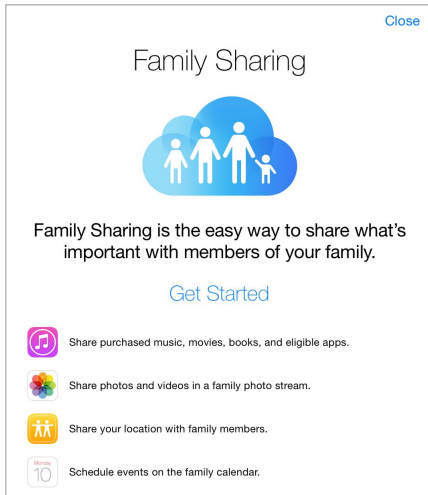 Close
Family Sharing
Family Sharing is the easy way to share what's
important with members of your family.
Get Started
Share purchased music, movies, books, and eligible apps.
Share photos and videos in a family photo stream.
Share your location with family members.
Monday
10
Schedule events on the family calendar.